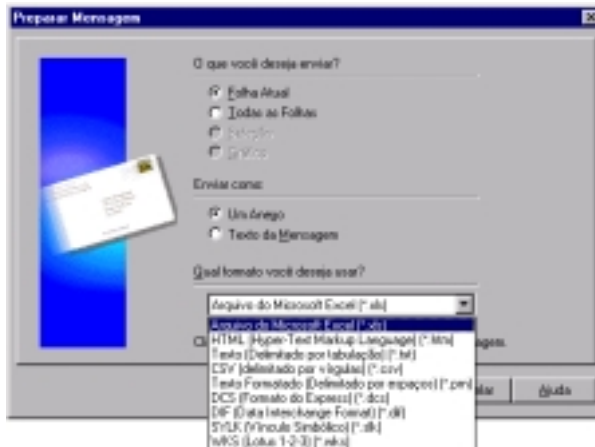 Preparar Mensagem
O que você deseja enviar?
Folha Atual
Todas as Folhas
Seleção
Gráfico
Enviar como:
Um Anexo
Texto da Mensagem
Qual formato você deseja usar?
Arquivo do Microsoft Excel (*.xls)
Arquivo do Microsoft Excel (*.xls)
HTML (Hyper-Text Markup Language) (*.htm)
Texto (Delimitado por tabulação) (*.txt)
CSV (delimitado por vírgulas) (*.csv)
Texto Formatado (Delimitado por espaços) (*.prn)
DCS (Formato do Express) (*.dcs)
DIF (Data Interchange Format) (*.dif)
SYLK (Vínculo Simbólico) (*.slk)
WKS (Lotus 1-2-3) (*.wks)
Ajuda